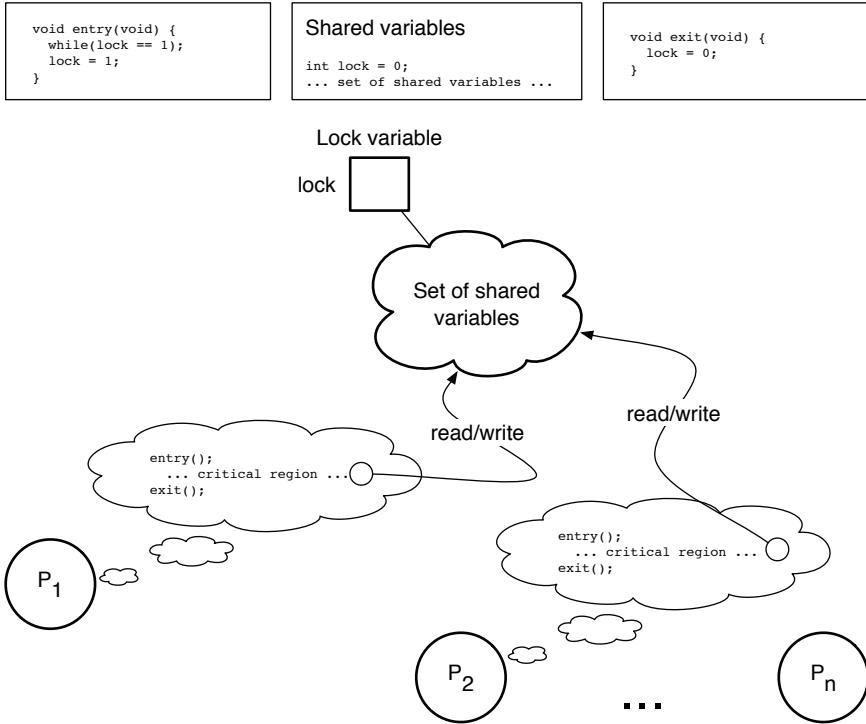 void entry(void) {
while(lock == 1);
lock = 1;
}
Shared variables
int lock = 0;
... set of shared variables ...
void exit(void) {
lock = 0;
}
Lock variable
lock
Set of shared
variables
read/write
read/write
entry();
... critical region ...
exit();
entry();
... critical region ...
exit();
P1
P2
...
Pn